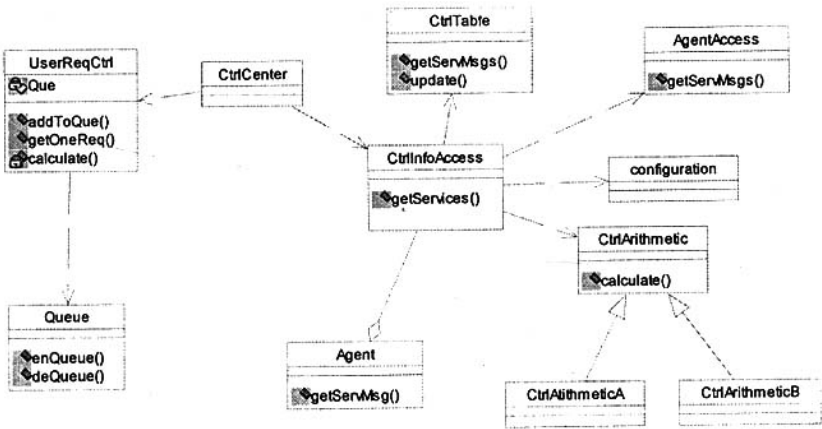 UserReqCtrl
Que
addToQue()
getOneReq()
calculate()
CtrlCenter
CtrlTable
getServMsgs()
update()
AgentAccess
getServMsgs()
CtrlInfoAccess
getServices()
configuration
CtrlArithmetic
calculate()
Queue
enQueue()
deQueue()
Agent
getServMsg()
CtrlAtithmeticA
CtrlArithmeticB